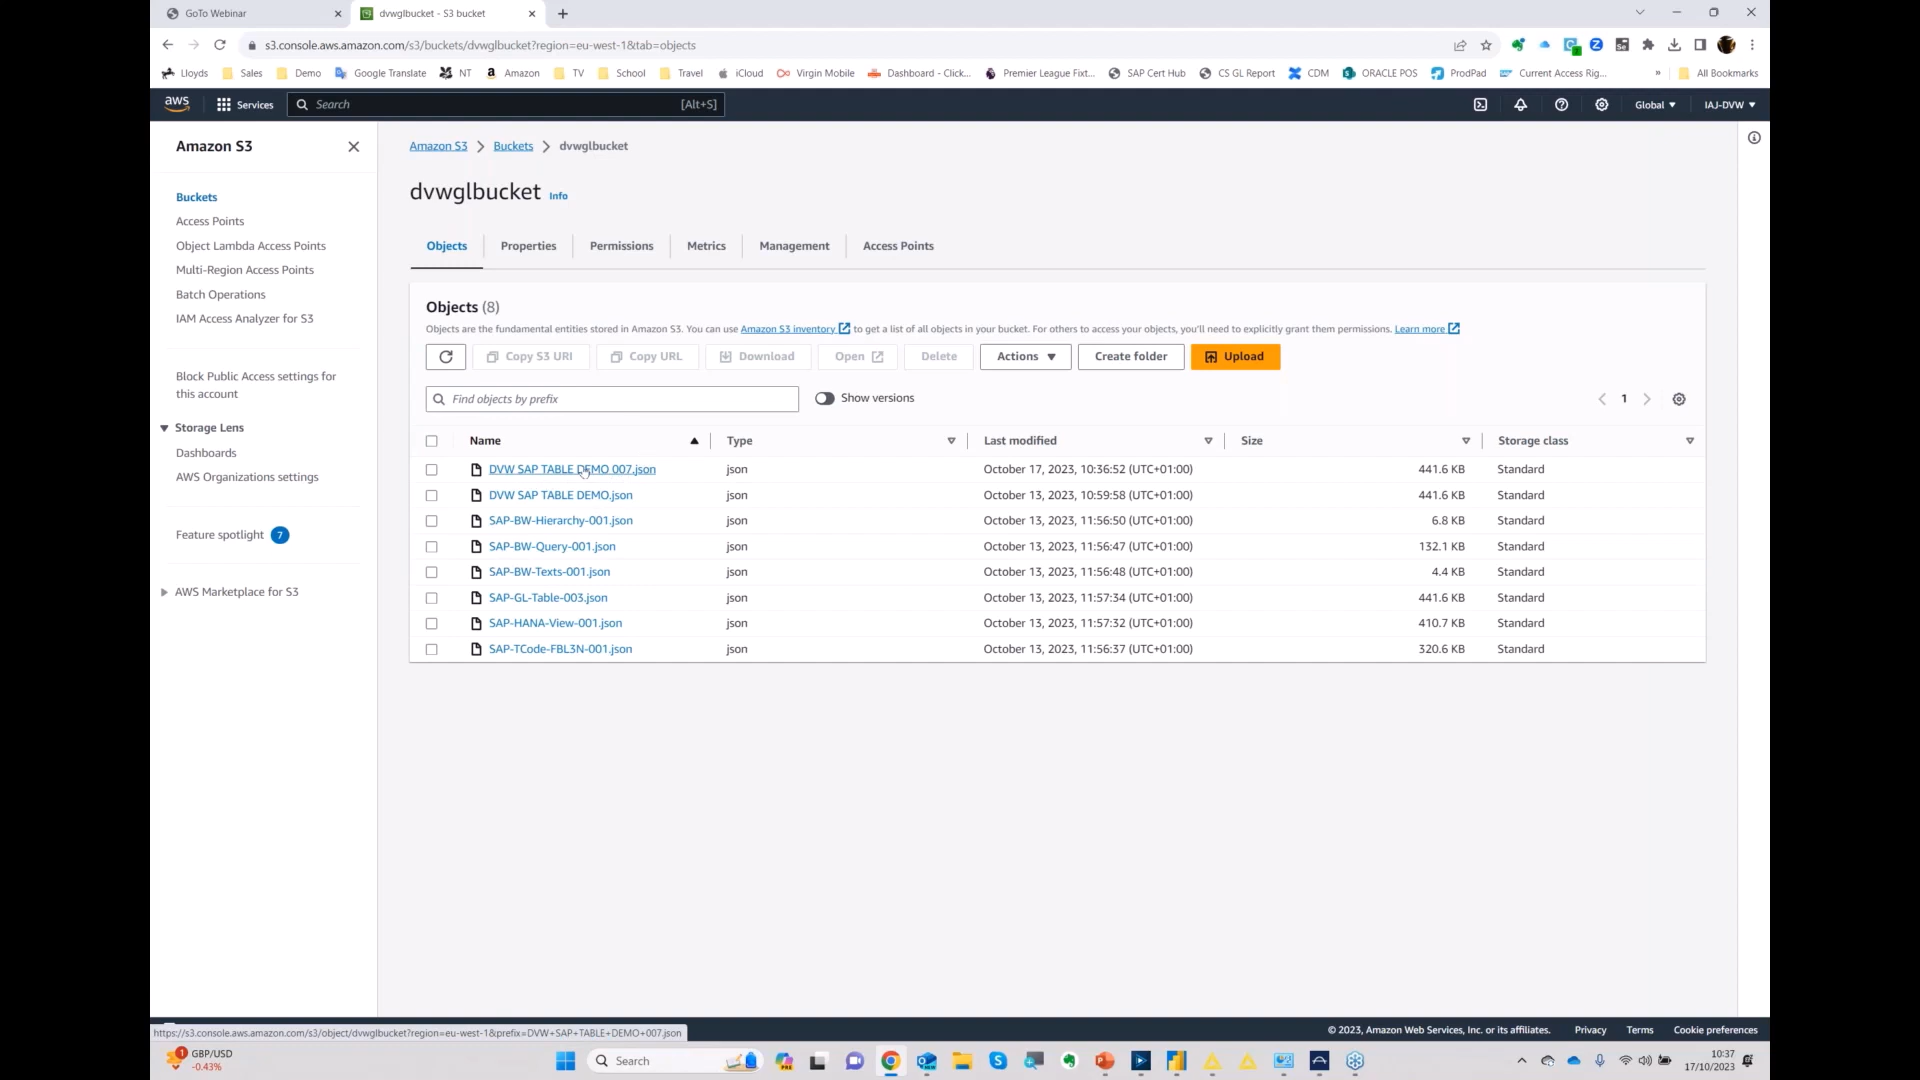 GoTo Webinar
dvwglbucket - S3 bucket
s3.console.aws.amazon.com/s3/buckets/dvwglbucket?region=eu-west-1&tab=objects
Lloyds Sales Demo Google Translate NT Amazon TV School Travel iCloud Virgin Mobile Dashboard - Click... Premier League Fixt... SAP Cert Hub CS GL Report CDM ORACLE POS ProdPad Current Access Rig... » All Bookmarks
aws Services Search [Alt+S] Global IAJ-DVW
Amazon S3
Buckets
Access Points
Object Lambda Access Points
Multi-Region Access Points
Batch Operations
IAM Access Analyzer for S3
Block Public Access settings for
this account
Storage Lens
Dashboards
AWS Organizations settings
Feature spotlight 7
AWS Marketplace for S3
Amazon S3 > Buckets > dvwglbucket
dvwglbucket Info
Objects Properties Permissions Metrics Management Access Points
Objects (8)
Objects are the fundamental entities stored in Amazon S3. You can use Amazon S3 inventory to get a list of all objects in your bucket. For others to access your objects, you'll need to explicitly grant them permissions. Learn more
Copy S3 URI Copy URL Download Open Delete Actions Create folder Upload
Find objects by prefix Show versions 1
Name Type Last modified Size Storage class
DVW SAP TABLE DEMO 007.json json October 17, 2023, 10:36:52 (UTC+01:00) 441.6 KB Standard
DVW SAP TABLE DEMO.json json October 13, 2023, 10:59:58 (UTC+01:00) 441.6 KB Standard
SAP-BW-Hierarchy-001.json json October 13, 2023, 11:56:50 (UTC+01:00) 6.8 KB Standard
SAP-BW-Query-001.json json October 13, 2023, 11:56:47 (UTC+01:00) 132.1 KB Standard
SAP-BW-Texts-001.json json October 13, 2023, 11:56:48 (UTC+01:00) 4.4 KB Standard
SAP-GL-Table-003.json json October 13, 2023, 11:57:34 (UTC+01:00) 441.6 KB Standard
SAP-HANA-View-001.json json October 13, 2023, 11:57:32 (UTC+01:00) 410.7 KB Standard
SAP-TCode-FBL3N-001.json json October 13, 2023, 11:56:37 (UTC+01:00) 320.6 KB Standard
https://s3.console.aws.amazon.com/s3/object/dvwglbucket?region=eu-west-1&prefix=DVW+SAP+TABLE+DEMO+007.json
© 2023, Amazon Web Services, Inc. or its affiliates. Privacy Terms Cookie preferences
1 GBP/USD
-0.43%
Search
10:37
17/10/2023